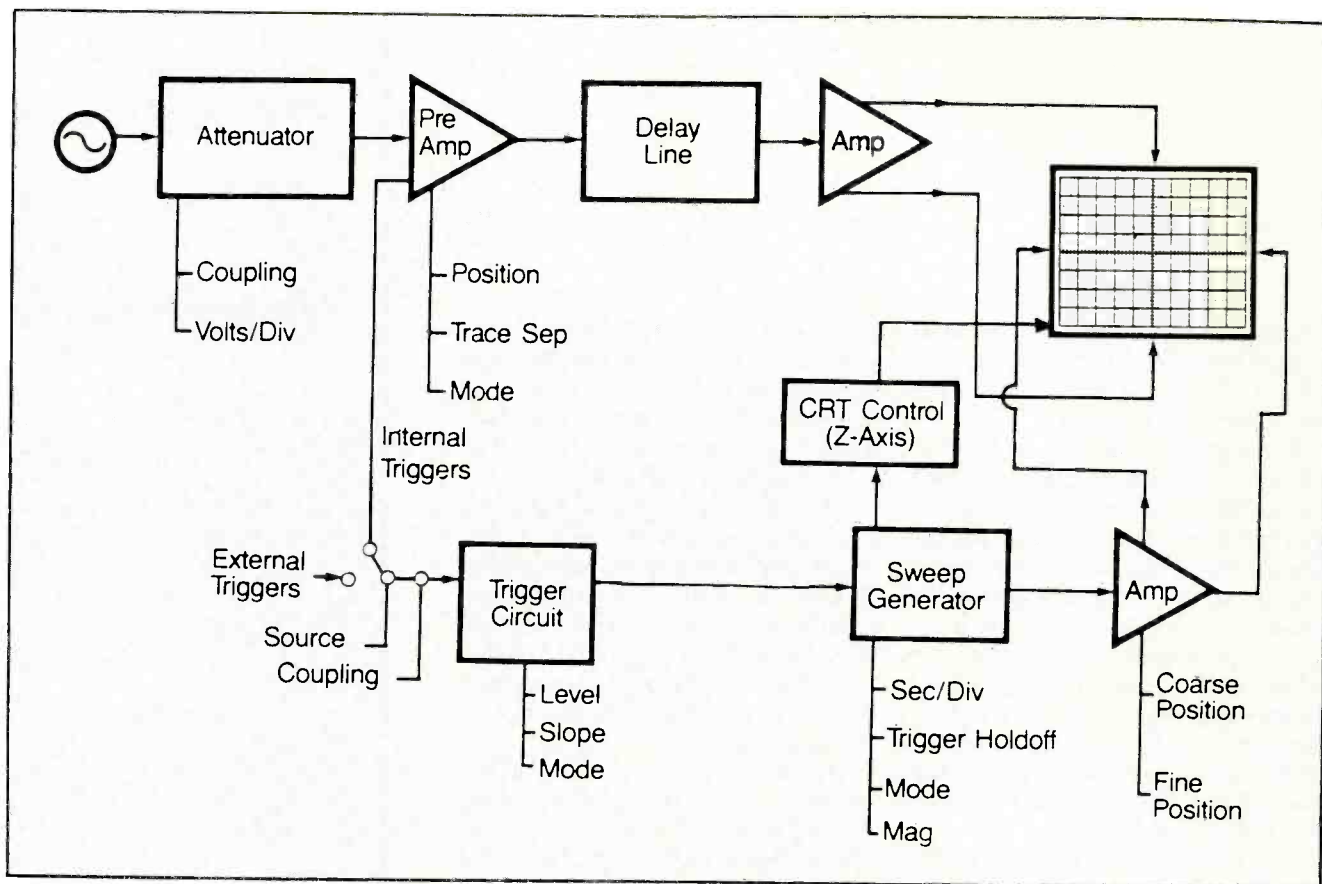 Attenuator
Pre
Amp
Delay
Line
Amp
Coupling
Volts/Div
Position
Trace Sep
Mode
Internal
Triggers
CRT Control
(Z-Axis)
External
Triggers
Source
Coupling
Trigger
Circuit
Level
Slope
Mode
Sweep
Generator
Sec/Div
Trigger Holdoff
Mode
Mag
Amp
Coarse
Position
Fine
Position